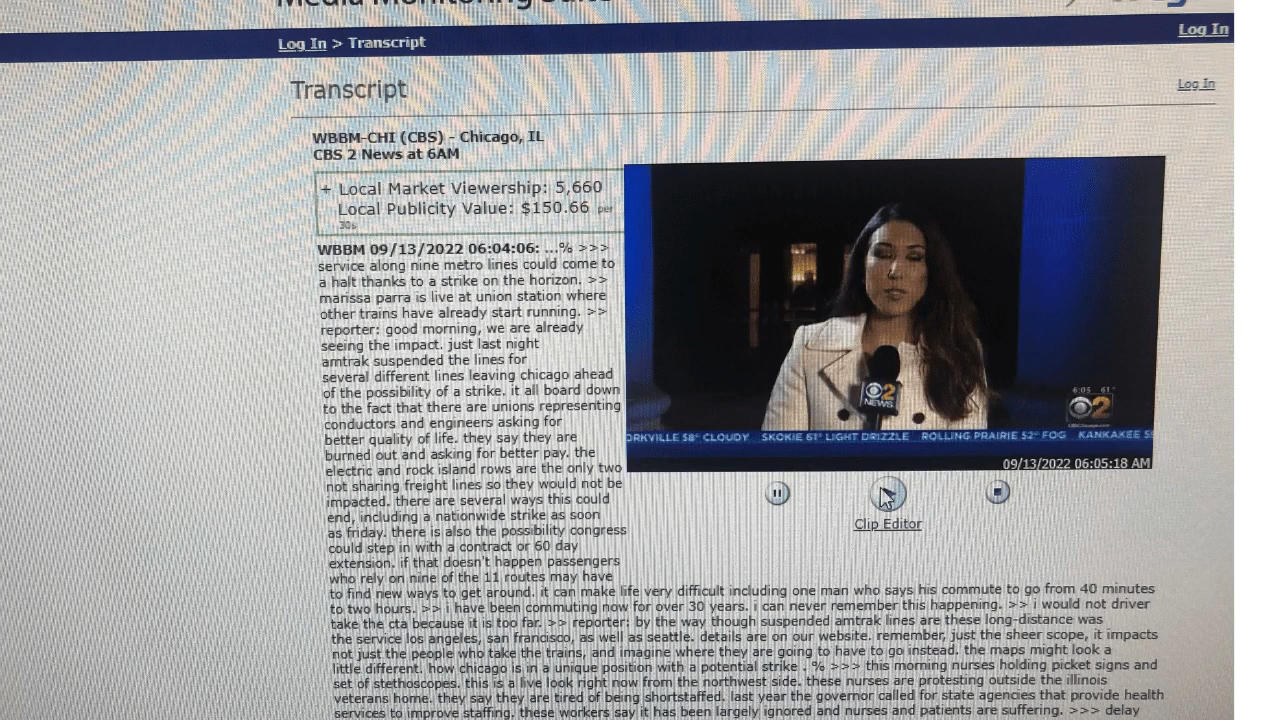 Media Monitoring Suite
Log In > Transcript
Log In
Transcript
Log In
WBBM-CHI (CBS) - Chicago, IL
CBS 2 News at 6AM
+ Local Market Viewership: 5,660
Local Publicity Value: $150.66 per
30s
WBBM 09/13/2022 06:04:06: ...% >>>
service along nine metro lines could come to
a halt thanks to a strike on the horizon. >>
marissa parra is live at union station where
other trains have already start running. >>
reporter: good morning, we are already
seeing the impact. just last night
amtrak suspended the lines for
several different lines leaving chicago ahead
of the possibility of a strike. it all board down
to the fact that there are unions representing
conductors and engineers asking for
better quality of life. they say they are
burned out and asking for better pay. the
electric and rock island rows are the only two
not sharing freight lines so they would not be
impacted. there are several ways this could
end, including a nationwide strike as soon
as friday. there is also the possibility congress
could step in with a contract or 60 day
extension. if that doesn't happen passengers
who rely on nine of the 11 routes may have
to find new ways to get around. it can make life very difficult including one man who says his commute to go from 40 minutes
to two hours. >> i have been commuting now for over 30 years. i can never remember this happening. >> i would not driver
take the cta because it is too far. >> reporter: by the way though suspended amtrak lines are these long-distance was
the service los angeles, san francisco, as well as seattle. details are on our website. remember, just the sheer scope, it impacts
not just the people who take the trains, and imagine where they are going to have to go instead. the maps might look a
little different. how chicago is in a unique position with a potential strike . % >>> this morning nurses holding picket signs and
set of stethoscopes. this is a live look right now from the northwest side. these nurses are protesting outside the illinois
veterans home. they say they are tired of being shortstaffed. last year the governor called for state agencies that provide health
services to improve staffing. these workers say it has been largely ignored and nurses and patients are suffering. >>> delay
2
NEWS
6:05 61°
2
ORKVILLE 58° CLOUDY SKOKIE 61° LIGHT DRIZZLE ROLLING PRAIRIE 52° FOG KANKAKEE
09/13/2022 06:05:18 AM
Clip Editor